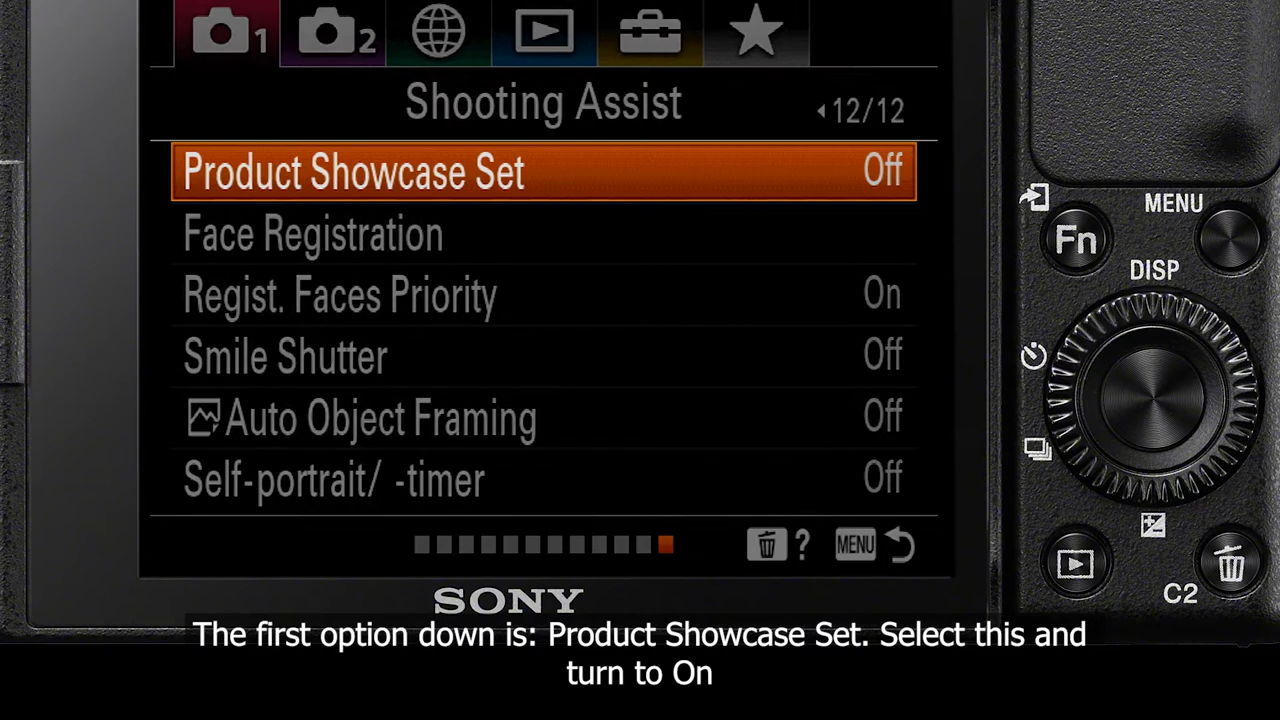 1 2
Shooting Assist 12/12
Product Showcase Set Off
Face Registration
Regist. Faces Priority On
Smile Shutter Off
Auto Object Framing Off
Self-portrait/ -timer Off
? MENU
SONY
MENU
Fn
DISP
C2
The first option down is: Product Showcase Set. Select this and
turn to On